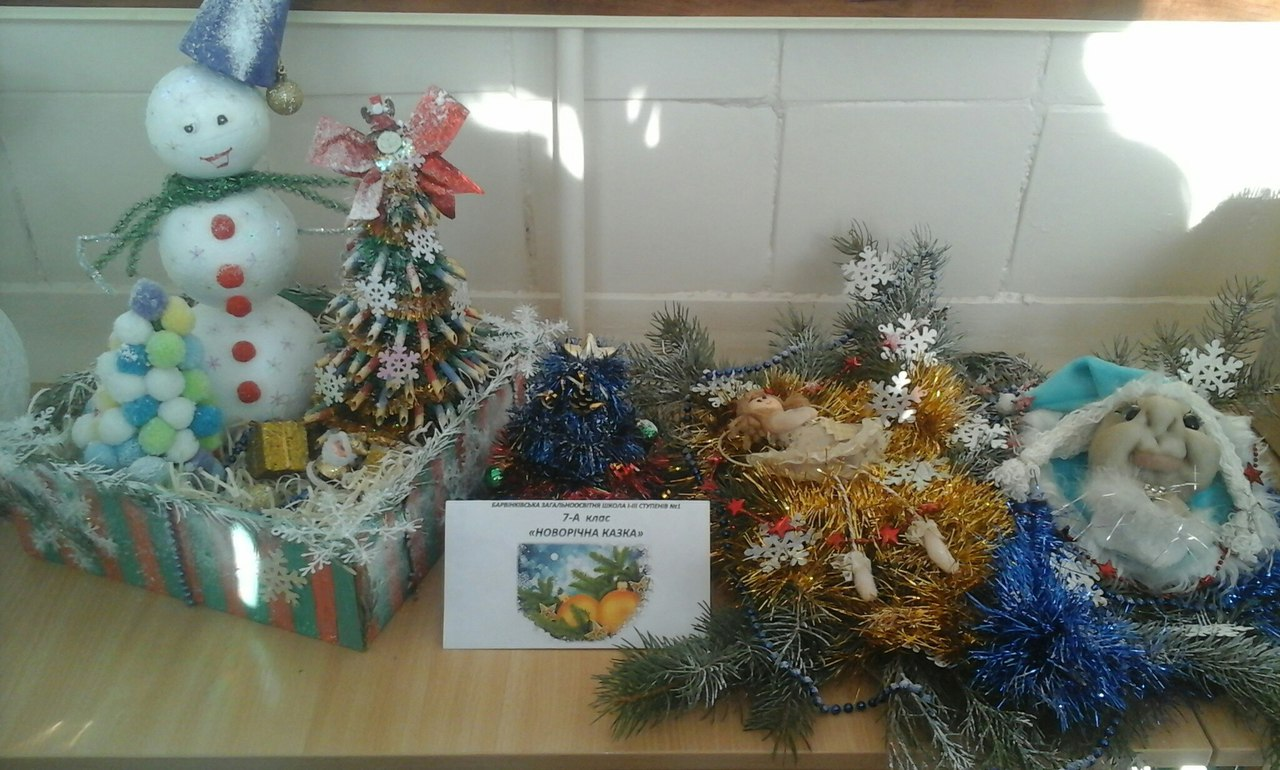 БАРВІНКІВСЬКА ЗАГАЛЬНООСВІТНЯ ШКОЛА І-ІІІ СТУПЕНІВ №1
7-А клас
«НОВОРІЧНА КАЗКА»